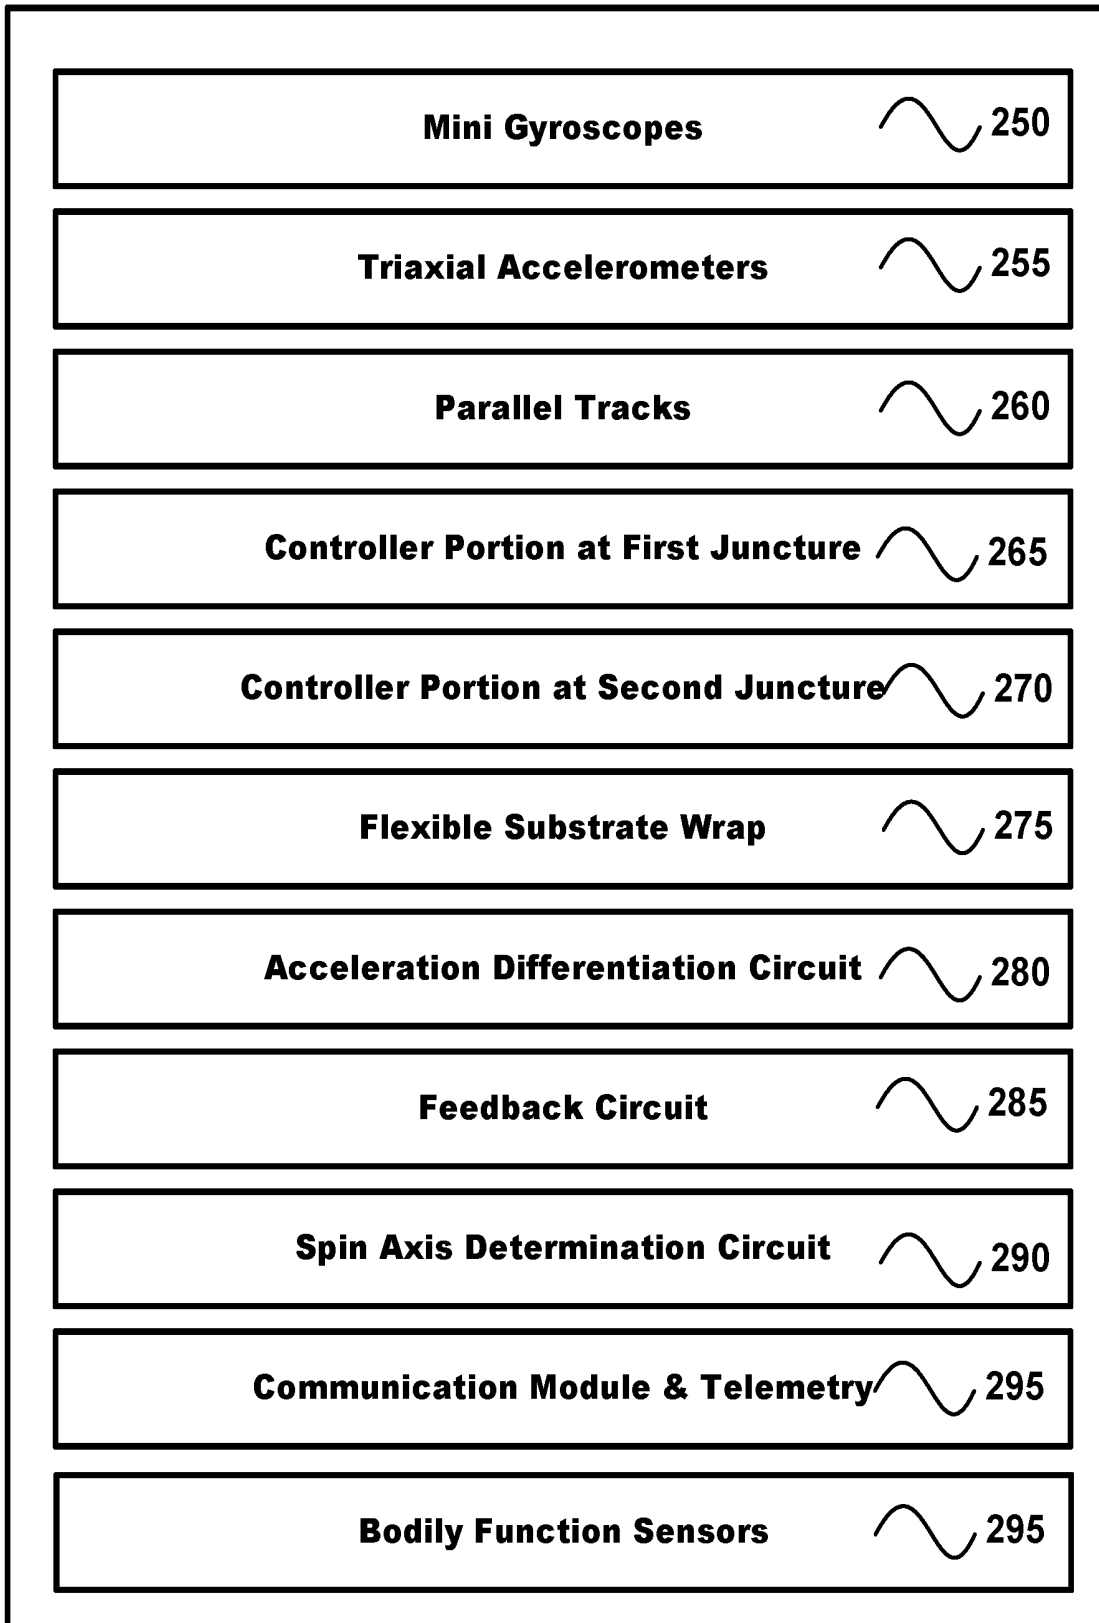 Mini Gyroscopes 250
Triaxial Accelerometers 255
Parallel Tracks 260
Controller Portion at First Juncture 265
Controller Portion at Second Juncture 270
Flexible Substrate Wrap 275
Acceleration Differentiation Circuit 280
Feedback Circuit 285
Spin Axis Determination Circuit 290
Communication Module & Telemetry 295
Bodily Function Sensors 295